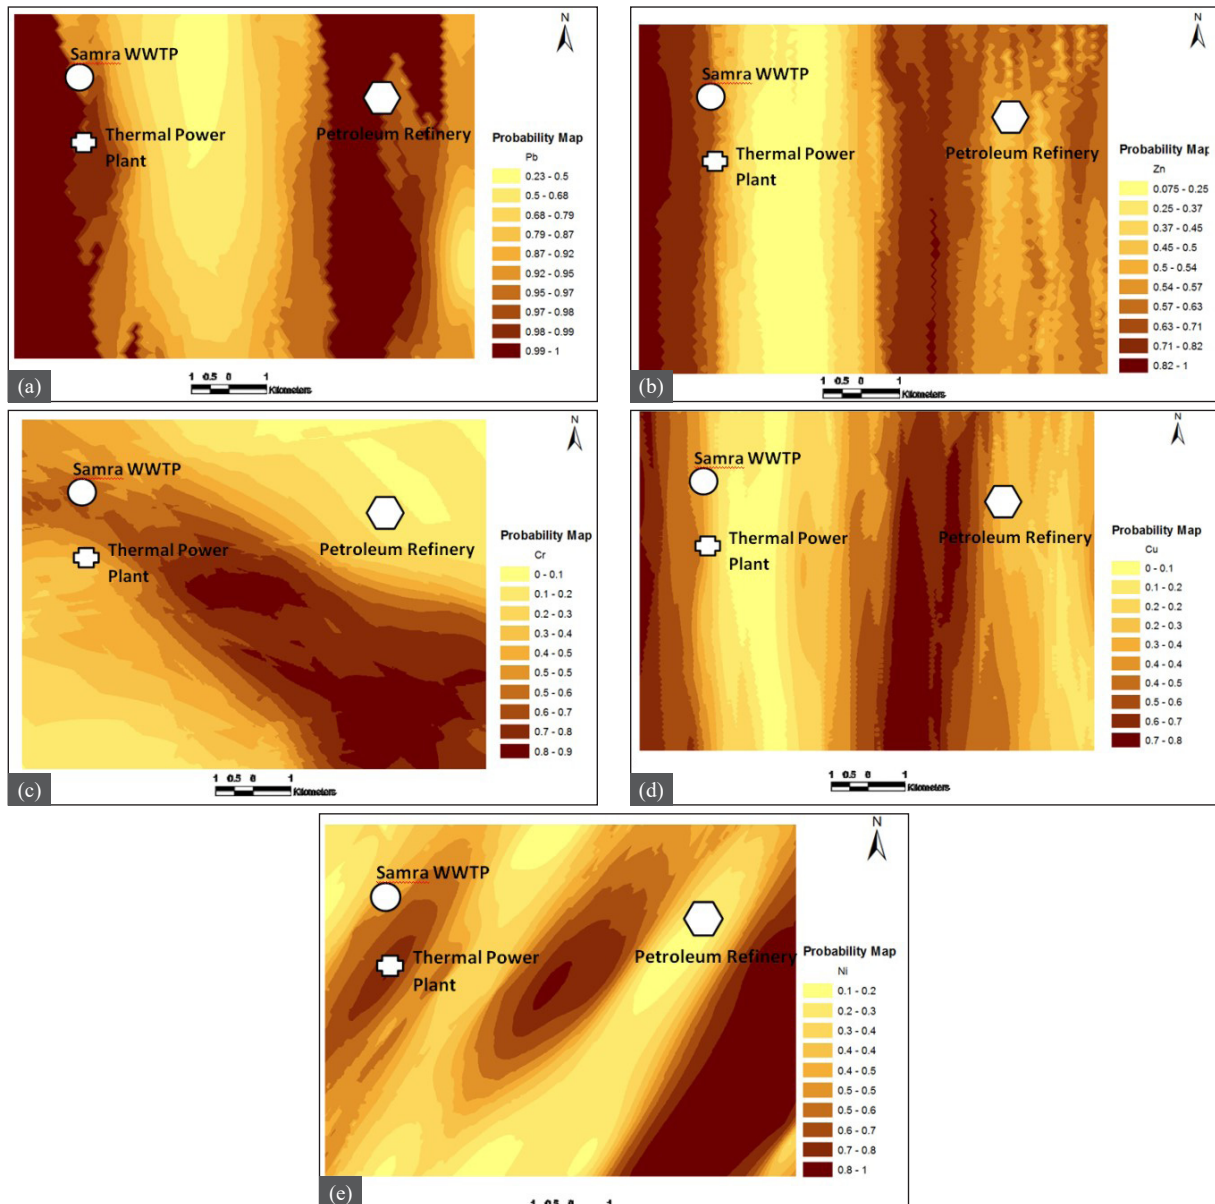 N
Samra WWTP
Thermal Power
Plant
Petroleum Refinery
Probability Map
Pb
0.23 - 0.5
0.5 - 0.68
0.68 - 0.79
0.79 - 0.87
0.87 - 0.92
0.92 - 0.95
0.95 - 0.97
0.97 - 0.98
0.98 - 0.99
0.99 - 1
1 0.5 0 1
Kilometers
(a)
N
Samra WWTP
Thermal Power
Plant
Petroleum Refinery
Probability Map
Zn
0.075 - 0.25
0.25 - 0.37
0.37 - 0.45
0.45 - 0.5
0.5 - 0.54
0.54 - 0.57
0.57 - 0.63
0.63 - 0.71
0.71 - 0.82
0.82 - 1
1 0.5 0 1
Kilometers
(b)
N
Samra WWTP
Thermal Power
Plant
Petroleum Refinery
Probability Map
Cr
0 - 0.1
0.1 - 0.2
0.2 - 0.3
0.3 - 0.4
0.4 - 0.5
0.5 - 0.5
0.5 - 0.6
0.6 - 0.7
0.7 - 0.8
0.8 - 0.9
1 0.5 0 1
Kilometers
(c)
N
Samra WWTP
Thermal Power
Plant
Petroleum Refinery
Probability Map
Cu
0 - 0.1
0.1 - 0.2
0.2 - 0.2
0.2 - 0.3
0.3 - 0.4
0.4 - 0.4
0.4 - 0.5
0.5 - 0.6
0.6 - 0.7
0.7 - 0.8
1 0.5 0 1
Kilometers
(d)
N
Samra WWTP
Thermal Power
Plant
Petroleum Refinery
Probability Map
Ni
0.1 - 0.2
0.2 - 0.3
0.3 - 0.4
0.4 - 0.4
0.4 - 0.5
0.5 - 0.5
0.5 - 0.6
0.6 - 0.7
0.7 - 0.8
0.8 - 1
1 0.5 0 1
(e)